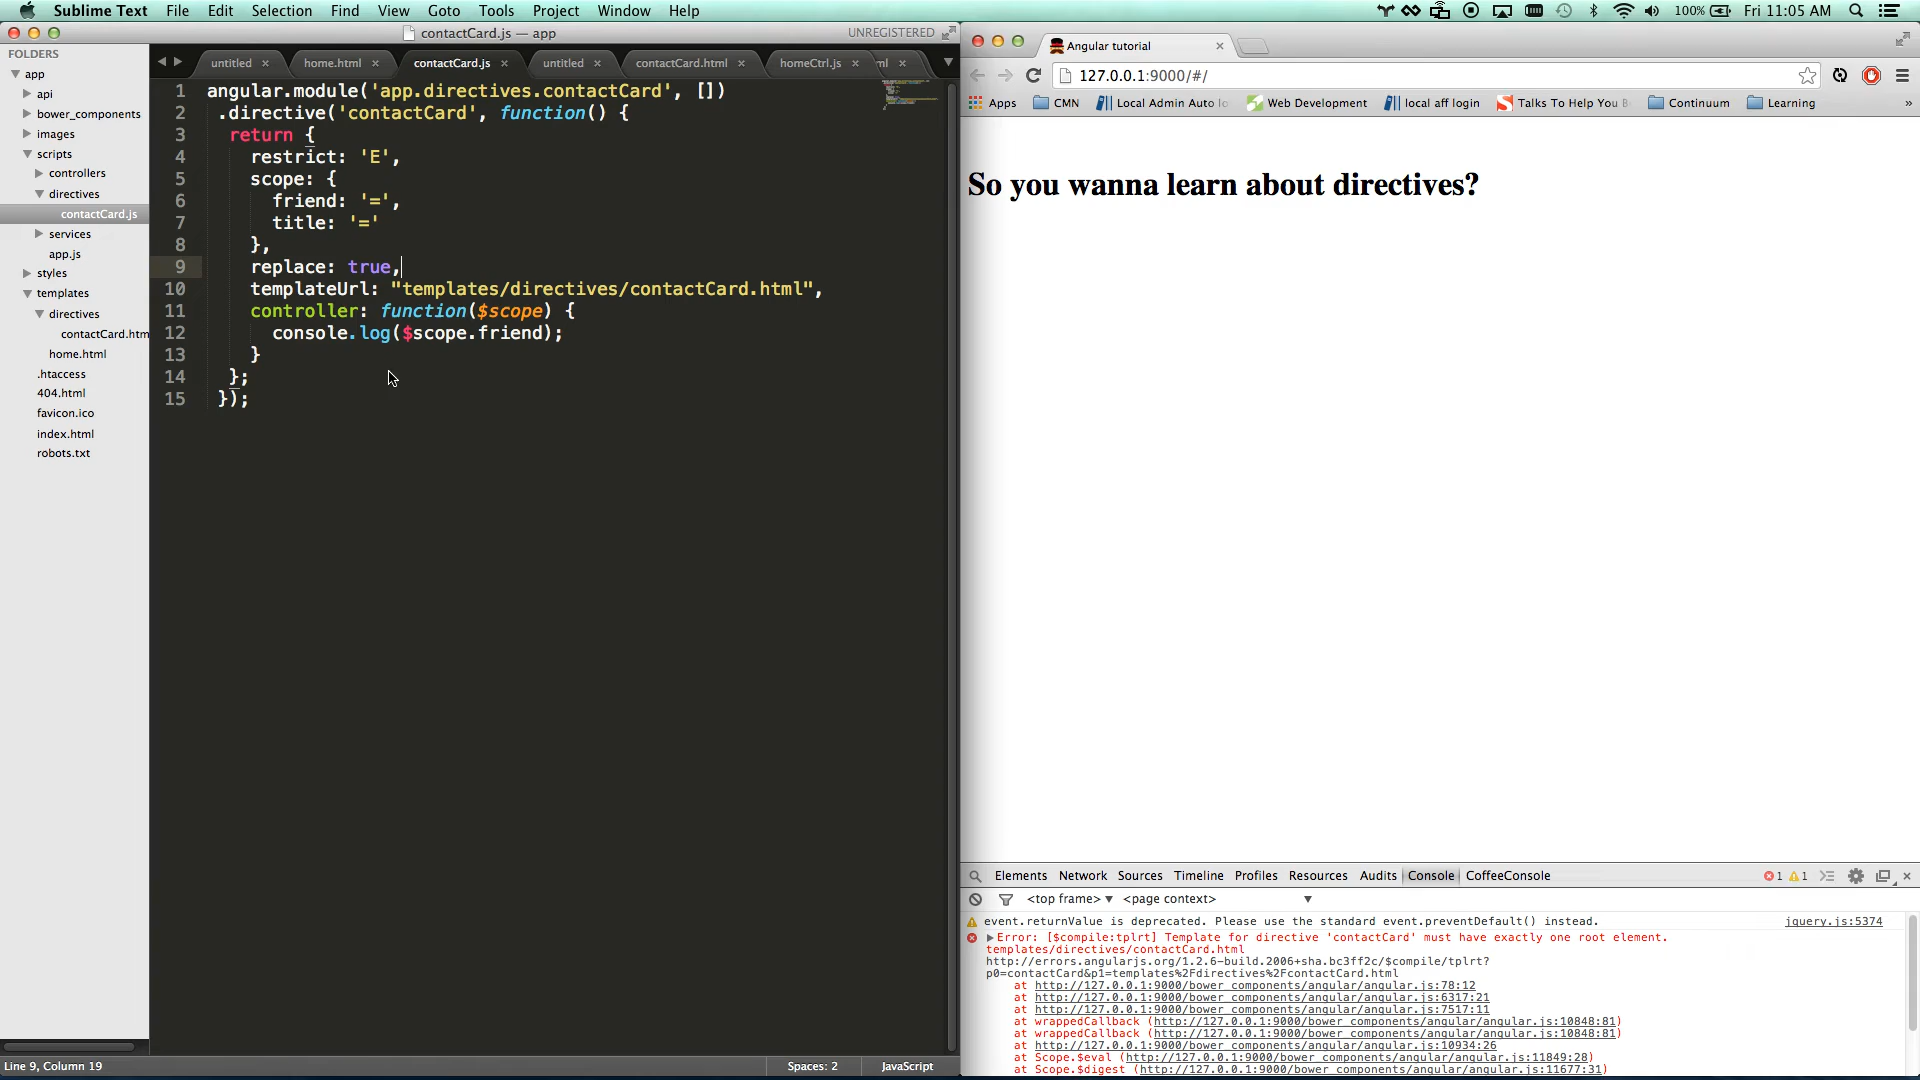 Sublime Text File Edit Selection Find View Goto Tools Project Window Help
100% Fri 11:05 AM
contactCard.js — app
UNREGISTERED
FOLDERS
app
api
bower_components
images
scripts
controllers
directives
contactCard.js
services
app.js
styles
templates
directives
contactCard.htm
home.html
.htaccess
404.html
favicon.ico
index.html
robots.txt
untitled home.html contactCard.js untitled contactCard.html homeCtrl.js ml
1 angular.module('app.directives.contactCard', [])
2 .directive('contactCard', function() {
3 return {
4 restrict: 'E',
5 scope: {
6 friend: '=',
7 title: '='
8 },
9 replace: true,
10 templateUrl: "templates/directives/contactCard.html",
11 controller: function($scope) {
12 console.log($scope.friend);
13 }
14 };
15 });
Line 9, Column 19
Spaces: 2
JavaScript
Angular tutorial
127.0.0.1:9000/#/
Apps CMN Local Admin Auto lo Web Development local aff login Talks To Help You B Continuum Learning »
So you wanna learn about directives?
Elements Network Sources Timeline Profiles Resources Audits Console CoffeeConsole
1 1
<top frame> <page context>
event.returnValue is deprecated. Please use the standard event.preventDefault() instead. jquery.js:5374
Error: [$compile:tplrt] Template for directive 'contactCard' must have exactly one root element.
templates/directives/contactCard.html
http://errors.angularjs.org/1.2.6-build.2006+sha.bc3ff2c/$compile/tplrt?
p0=contactCard&p1=templates%2Fdirectives%2FcontactCard.html
at http://127.0.0.1:9000/bower_components/angular/angular.js:78:12
at http://127.0.0.1:9000/bower_components/angular/angular.js:6317:21
at http://127.0.0.1:9000/bower_components/angular/angular.js:7517:11
at wrappedCallback (http://127.0.0.1:9000/bower_components/angular/angular.js:10848:81)
at wrappedCallback (http://127.0.0.1:9000/bower_components/angular/angular.js:10848:81)
at http://127.0.0.1:9000/bower_components/angular/angular.js:10934:26
at Scope.$eval (http://127.0.0.1:9000/bower_components/angular/angular.js:11849:28)
at Scope.$digest (http://127.0.0.1:9000/bower_components/angular/angular.js:11677:31)